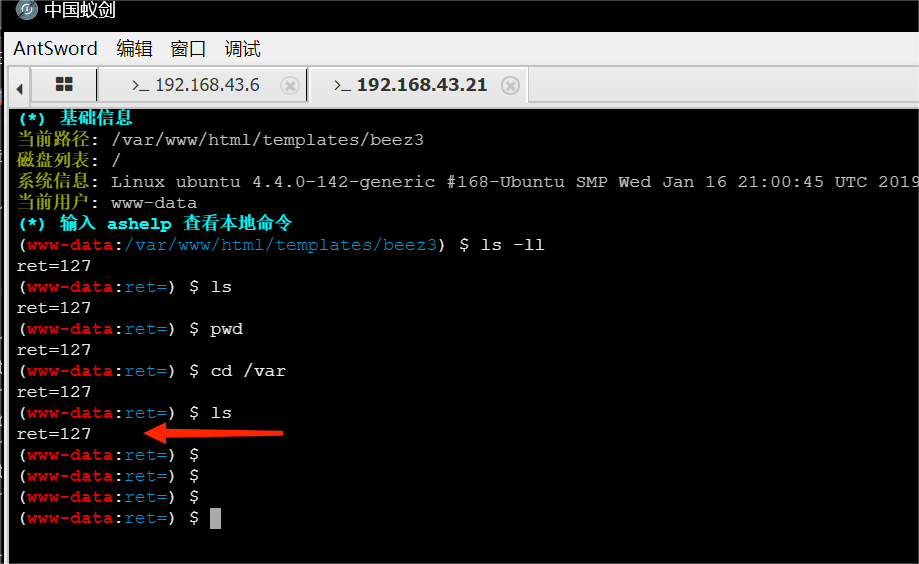 中国蚁剑
AntSword 编辑 窗口 调试
>_ 192.168.43.6 >_ 192.168.43.21
(*) 基础信息
当前路径: /var/www/html/templates/beez3
磁盘列表: /
系统信息: Linux ubuntu 4.4.0-142-generic #168-Ubuntu SMP Wed Jan 16 21:00:45 UTC 2019
当前用户: www-data
(*) 输入 ashelp 查看本地命令
(www-data:/var/www/html/templates/beez3) $ ls -ll
ret=127
(www-data:ret=) $ ls
ret=127
(www-data:ret=) $ pwd
ret=127
(www-data:ret=) $ cd /var
ret=127
(www-data:ret=) $ ls
ret=127
(www-data:ret=) $
(www-data:ret=) $
(www-data:ret=) $
(www-data:ret=) $